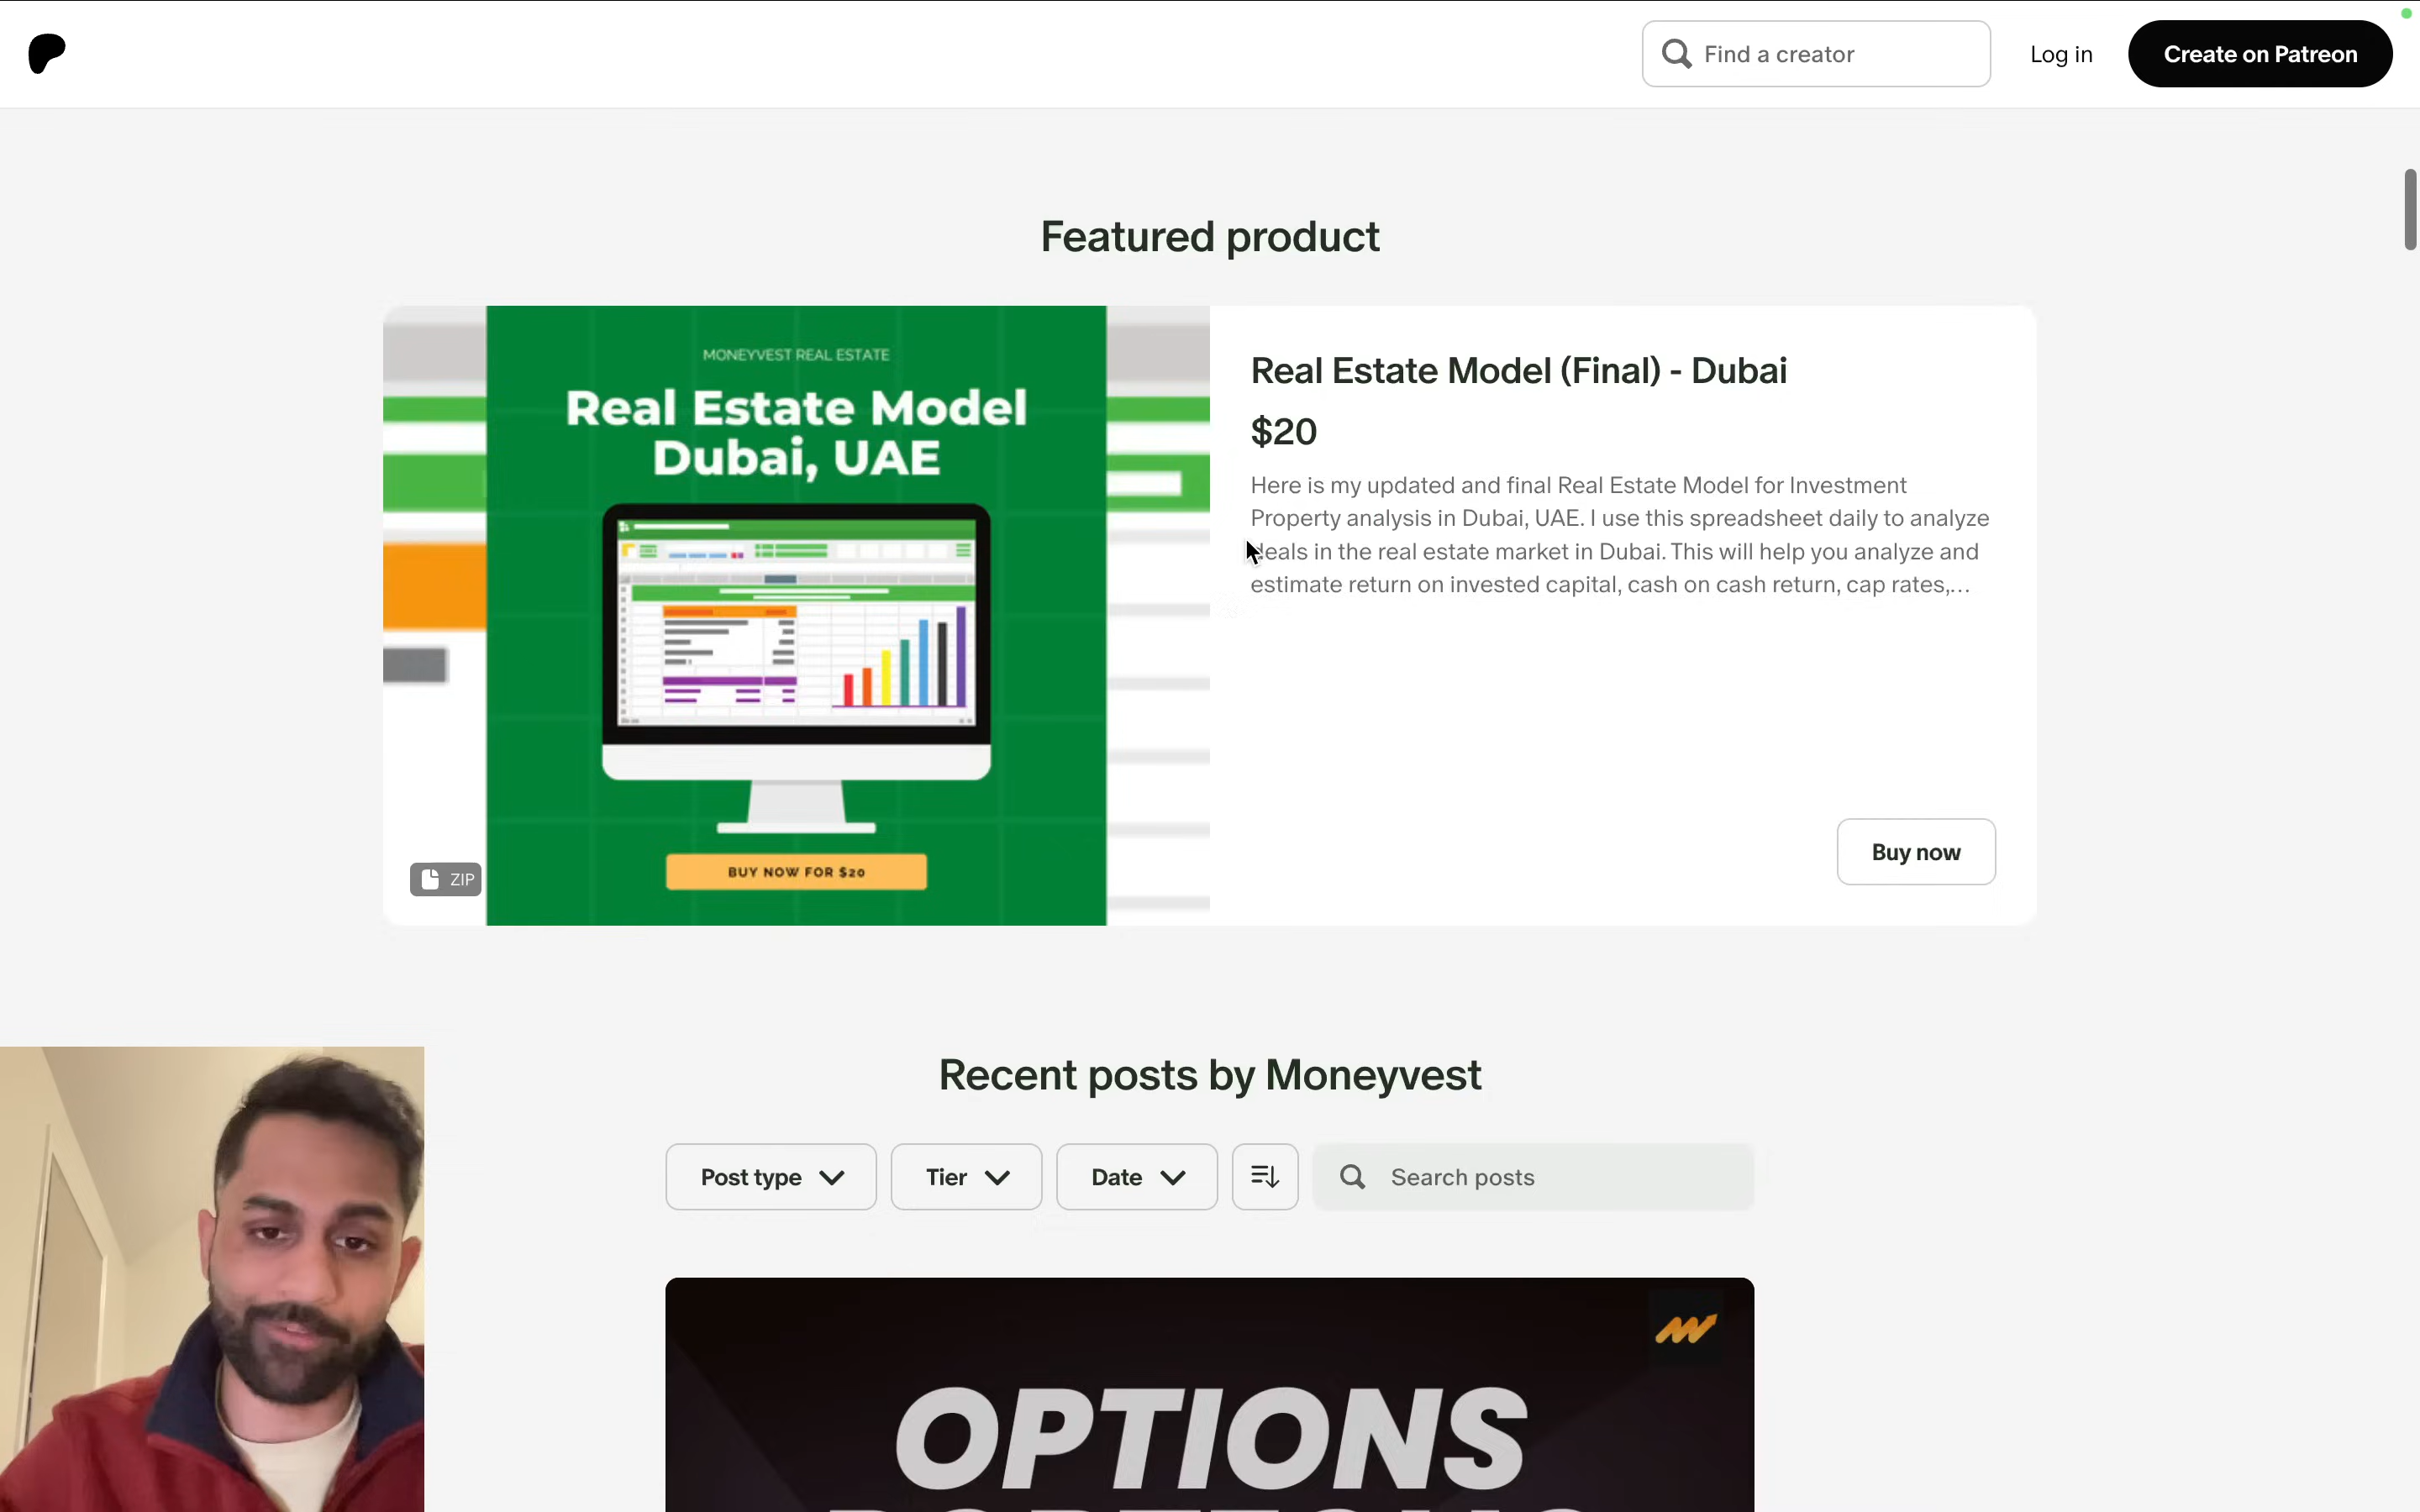 Find a creator
Log in
Create on Patreon
Featured product
MONEYVEST REAL ESTATE
Real Estate Model
Dubai, UAE
BUY NOW FOR $20
ZIP
Real Estate Model (Final) - Dubai
$20
Here is my updated and final Real Estate Model for Investment
Property analysis in Dubai, UAE. I use this spreadsheet daily to analyze
deals in the real estate market in Dubai. This will help you analyze and
estimate return on invested capital, cash on cash return, cap rates,...
Buy now
Recent posts by Moneyvest
Post type
Tier
Date
Search posts
OPTIONS